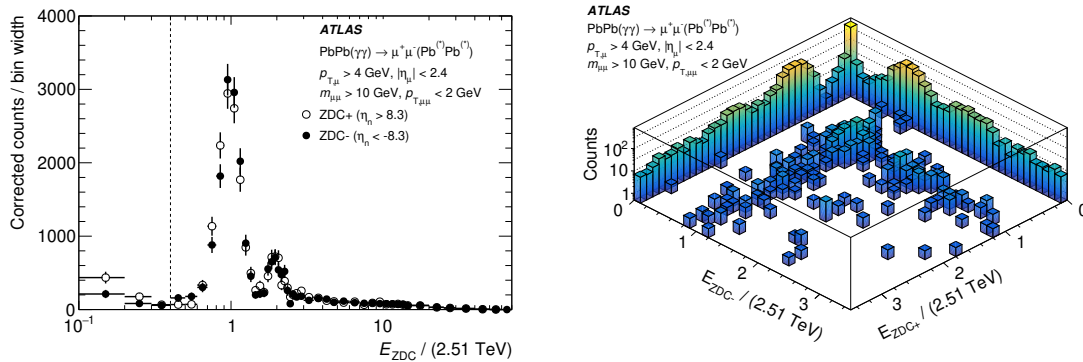 ATLAS
PbPb(γγ) → μ⁺μ⁻(Pb⁽*⁾Pb⁽*⁾)
p_T,μ > 4 GeV, |η_μ| < 2.4
m_μμ > 10 GeV, p_T,μμ < 2 GeV
ZDC+ (η_n > 8.3)
ZDC- (η_n < -8.3)
Corrected counts / bin width
4000
3000
2000
1000
0
10⁻¹
1
10
E_ZDC / (2.51 TeV)
ATLAS
PbPb(γγ) → μ⁺μ⁻(Pb⁽*⁾Pb⁽*⁾)
p_T,μ > 4 GeV, |η_μ| < 2.4
m_μμ > 10 GeV, p_T,μμ < 2 GeV
Counts
10²
10
1
0
1
2
3
E_ZDC- / (2.51 TeV)
0
1
2
3
E_ZDC+ / (2.51 TeV)